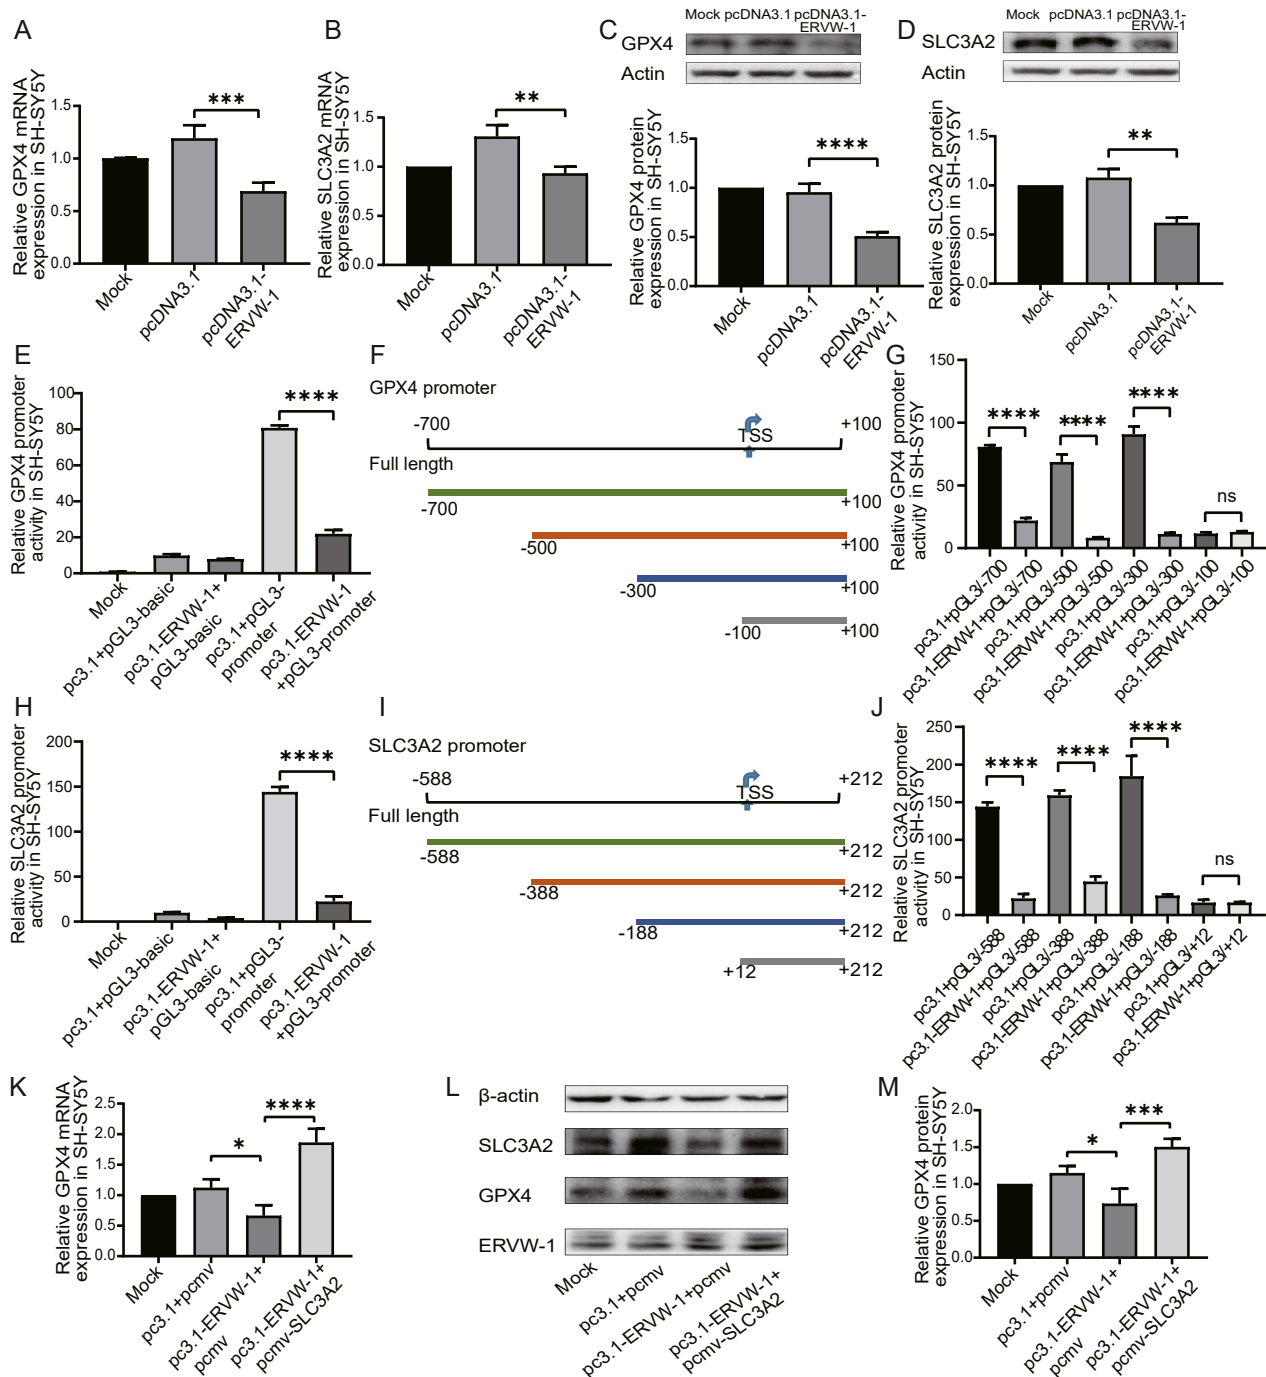 A
Relative GPX4 mRNA
expression in SH-SY5Y
1.5
1.0
0.5
0.0
***
Mock
pcDNA3.1
pcDNA3.1-
ERVW-1
B
Relative SLC3A2 mRNA
expression in SH-SY5Y
1.5
1.0
0.5
0.0
**
Mock
pcDNA3.1
pcDNA3.1-
ERVW-1
C
Mock pcDNA3.1 pcDNA3.1-
ERVW-1
GPX4
Actin
Relative GPX4 protein
expression in SH-SY5Y
1.5
1.0
0.5
0.0
****
Mock
pcDNA3.1
pcDNA3.1-
ERVW-1
D
Mock pcDNA3.1 pcDNA3.1-
ERVW-1
SLC3A2
Actin
Relative SLC3A2 protein
expression in SH-SY5Y
1.5
1.0
0.5
0.0
**
Mock
pcDNA3.1
pcDNA3.1-
ERVW-1
E
Relative GPX4 promoter
activity in SH-SY5Y
100
80
60
40
20
0
****
Mock
pc3.1+pGL3-basic
pc3.1-ERVW-1+
pGL3-basic
pc3.1+pGL3-
promoter
pc3.1-ERVW-1
+pGL3-promoter
F
GPX4 promoter
-700
TSS
+100
Full length
-700
+100
-500
+100
-300
+100
-100
+100
G
Relative GPX4 promoter
activity in SH-SY5Y
150
100
50
0
****
****
****
ns
pc3.1+pGL3/-700
pc3.1-ERVW-1+pGL3/-700
pc3.1+pGL3/-500
pc3.1-ERVW-1+pGL3/-500
pc3.1+pGL3/-300
pc3.1-ERVW-1+pGL3/-300
pc3.1+pGL3/-100
pc3.1-ERVW-1+pGL3/-100
H
Relative SLC3A2 promoter
activity in SH-SY5Y
200
150
100
50
0
****
Mock
pc3.1+pGL3-basic
pc3.1-ERVW-1+
pGL3-basic
pc3.1+pGL3-
promoter
pc3.1-ERVW-1
+pGL3-promoter
I
SLC3A2 promoter
-588
TSS
+212
Full length
-588
+212
-388
+212
-188
+212
+12
+212
J
Relative SLC3A2 promoter
activity in SH-SY5Y
250
200
150
100
50
0
****
****
****
ns
pc3.1+pGL3/-588
pc3.1-ERVW-1+pGL3/-588
pc3.1+pGL3/-388
pc3.1-ERVW-1+pGL3/-388
pc3.1+pGL3/-188
pc3.1-ERVW-1+pGL3/-188
pc3.1+pGL3/+12
pc3.1-ERVW-1+pGL3/+12
K
Relative GPX4 mRNA
expression in SH-SY5Y
2.5
2.0
1.5
1.0
0.5
0.0
*
****
Mock
pc3.1+pcmv
pc3.1-ERVW-1+
pcmv
pc3.1-ERVW-1+
pcmv-SLC3A2
L
β-actin
SLC3A2
GPX4
ERVW-1
Mock
pc3.1+pcmv
pc3.1-ERVW-1+pcmv
pc3.1-ERVW-1+
pcmv-SLC3A2
M
Relative GPX4 protein
expression in SH-SY5Y
2.0
1.5
1.0
0.5
0.0
*
***
Mock
pc3.1+pcmv
pc3.1-ERVW-1+
pcmv
pc3.1-ERVW-1+
pcmv-SLC3A2